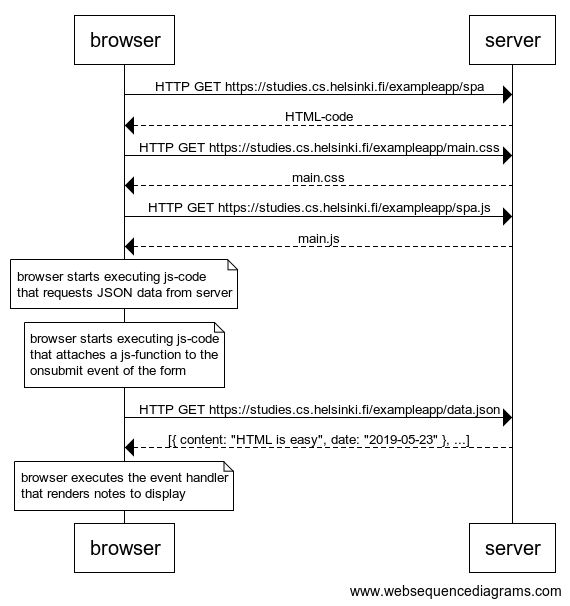 browser
server
HTTP GET https://studies.cs.helsinki.fi/exampleapp/spa
HTML-code
HTTP GET https://studies.cs.helsinki.fi/exampleapp/main.css
main.css
HTTP GET https://studies.cs.helsinki.fi/exampleapp/spa.js
main.js
browser starts executing js-code
that requests JSON data from server
browser starts executing js-code
that attaches a js-function to the
onsubmit event of the form
HTTP GET https://studies.cs.helsinki.fi/exampleapp/data.json
[{ content: "HTML is easy", date: "2019-05-23" }, ...]
browser executes the event handler
that renders notes to display
browser
server
www.websequencediagrams.com